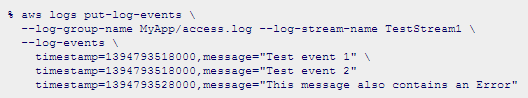 % aws logs put-log-events \
--log-group-name MyApp/access.log --log-stream-name TestStream1 \
--log-events \
timestamp=1394793518000,message="Test event 1" \
timestamp=1394793518000,message="Test event 2"
timestamp=1394793528000,message="This message also contains an Error"